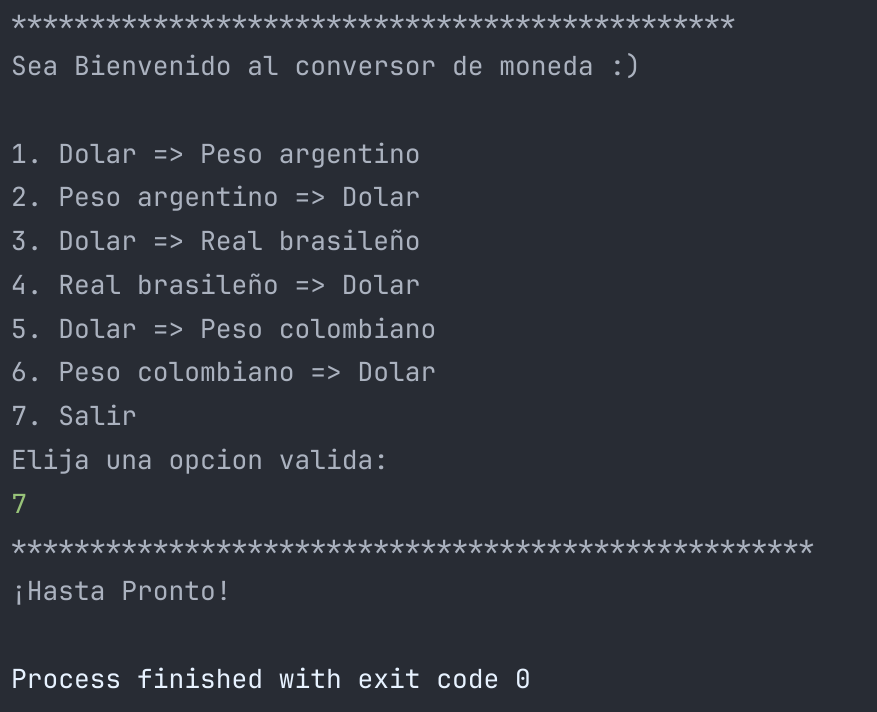 **********************************************
Sea Bienvenido al conversor de moneda :)
1. Dolar => Peso argentino
2. Peso argentino => Dolar
3. Dolar => Real brasileño
4. Real brasileño => Dolar
5. Dolar => Peso colombiano
6. Peso colombiano => Dolar
7. Salir
Elija una opcion valida:
7
***************************************************
¡Hasta Pronto!
Process finished with exit code 0